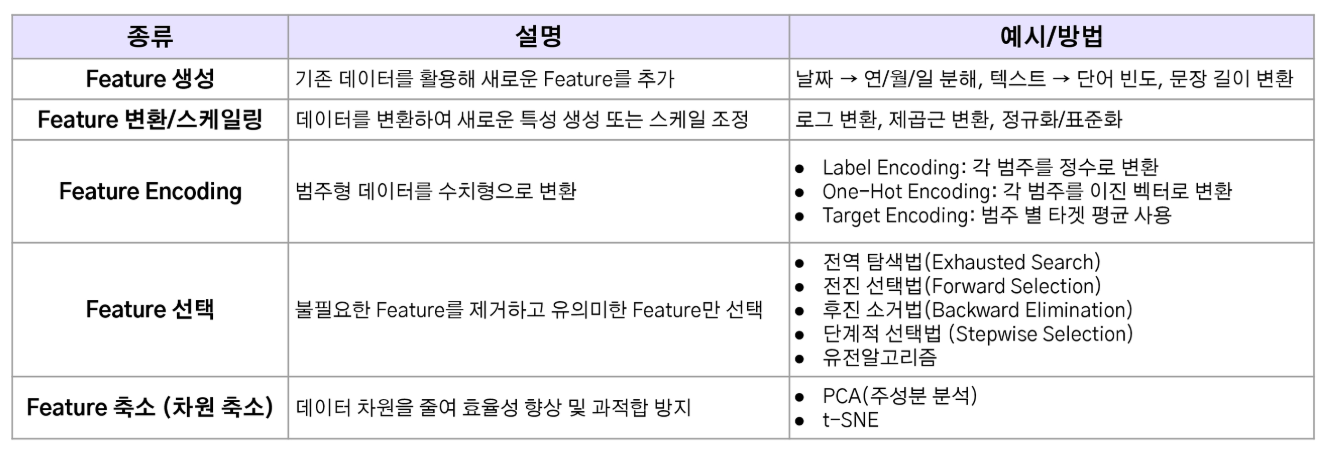 종류 설명 예시/방법
Feature 생성 기존 데이터를 활용해 새로운 Feature를 추가 날짜 → 연/월/일 분해, 텍스트 → 단어 빈도, 문장 길이 변환
Feature 변환/스케일링 데이터를 변환하여 새로운 특성 생성 또는 스케일 조정 로그 변환, 제곱근 변환, 정규화/표준화
Feature Encoding 범주형 데이터를 수치형으로 변환
● Label Encoding: 각 범주를 정수로 변환
● One-Hot Encoding: 각 범주를 이진 벡터로 변환
● Target Encoding: 범주 별 타겟 평균 사용
Feature 선택 불필요한 Feature를 제거하고 유의미한 Feature만 선택
● 전역 탐색법(Exhausted Search)
● 전진 선택법(Forward Selection)
● 후진 소거법(Backward Elimination)
● 단계적 선택법 (Stepwise Selection)
● 유전알고리즘
Feature 축소 (차원 축소) 데이터 차원을 줄여 효율성 향상 및 과적합 방지
● PCA(주성분 분석)
● t-SNE